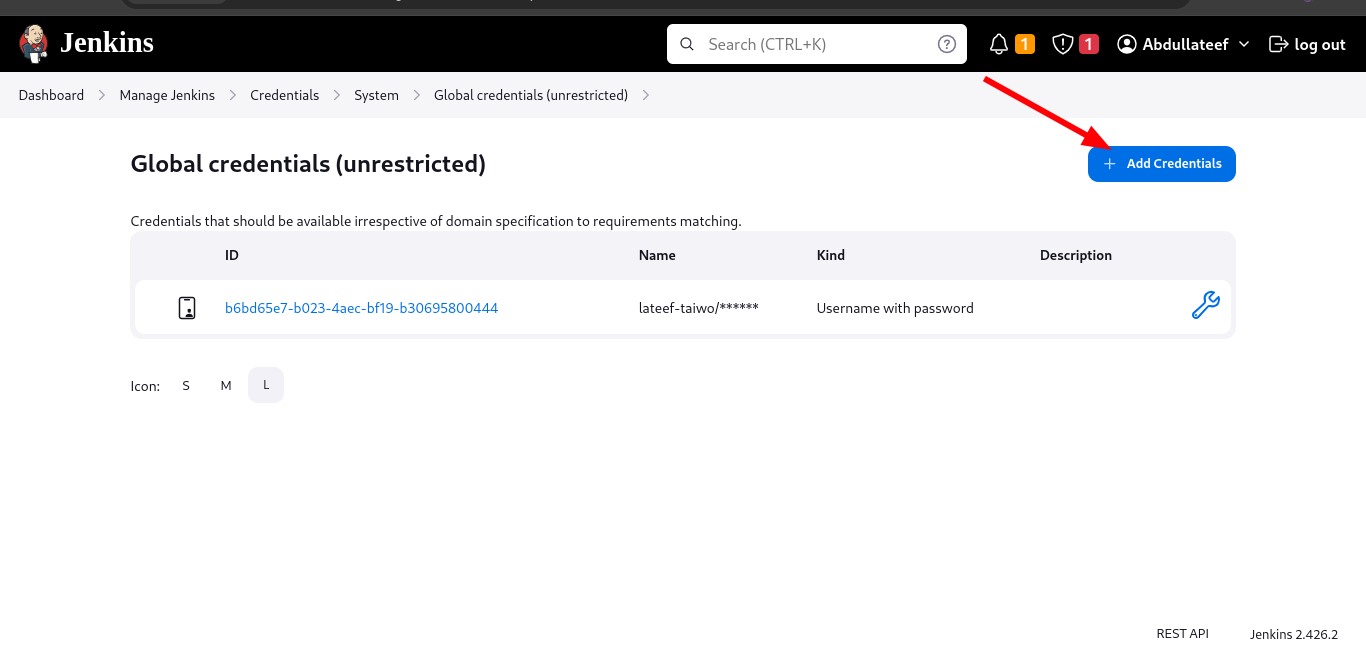 Jenkins
Search (CTRL+K)
?
1
1
Abdullateef
log out
Dashboard
Manage Jenkins
Credentials
System
Global credentials (unrestricted)
Global credentials (unrestricted)
+ Add Credentials
Credentials that should be available irrespective of domain specification to requirements matching.
ID Name Kind Description
b6bd65e7-b023-4aec-bf19-b30695800444 lateef-taiwo/****** Username with password
Icon: S M L
REST API Jenkins 2.426.2